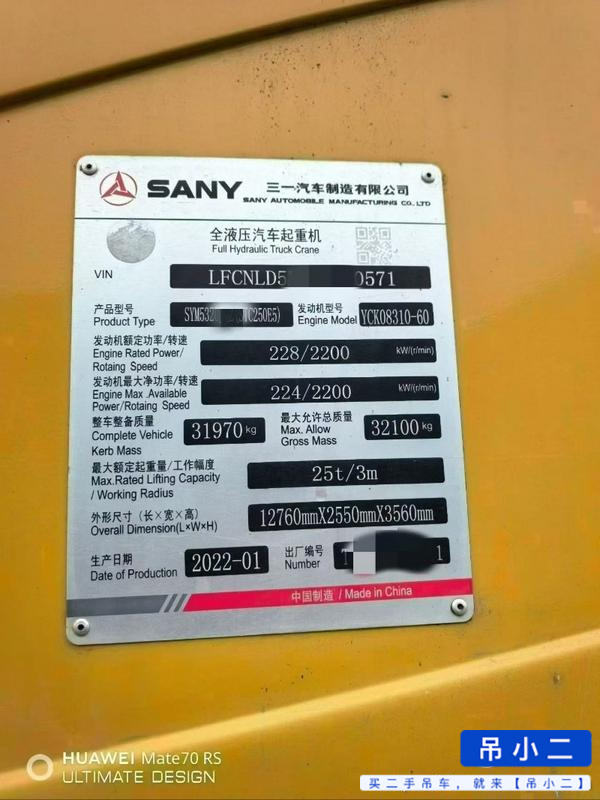 SANY 三一汽车制造有限公司
SANY AUTOMOBILE MANUFACTURING CO., LTD
全液压汽车起重机
Full Hydraulic Truck Crane
VIN LFCNLD5 0571
产品型号 发动机型号
Product Type SYM532 C250E5) Engine Model YCK08310-60
发动机额定功率/转速
Engine Rated Power/ 228/2200 kW/(r/min)
Rotaing Speed
发动机最大净功率/转速
Engine Max .Available 224/2200 kW/(r/min)
Power/Rotaing Speed
整车整备质量 最大允许总质量
Complete Vehicle 31970 kg Max. Allow 32100 kg
Kerb Mass Gross Mass
最大额定起重量/工作幅度
Max.Rated Lifting Capacity 25t/3m
/ Working Radius
外形尺寸（长×宽×高） 12760mmX2550mmX3560mm
Overall Dimension(L×W×H)
生产日期 2022-01 出厂编号
Date of Production Number 1
中国制造 / Made in China
HUAWEI Mate70 RS
ULTIMATE DESIGN
吊小二
买二手吊车，就来【吊小二】